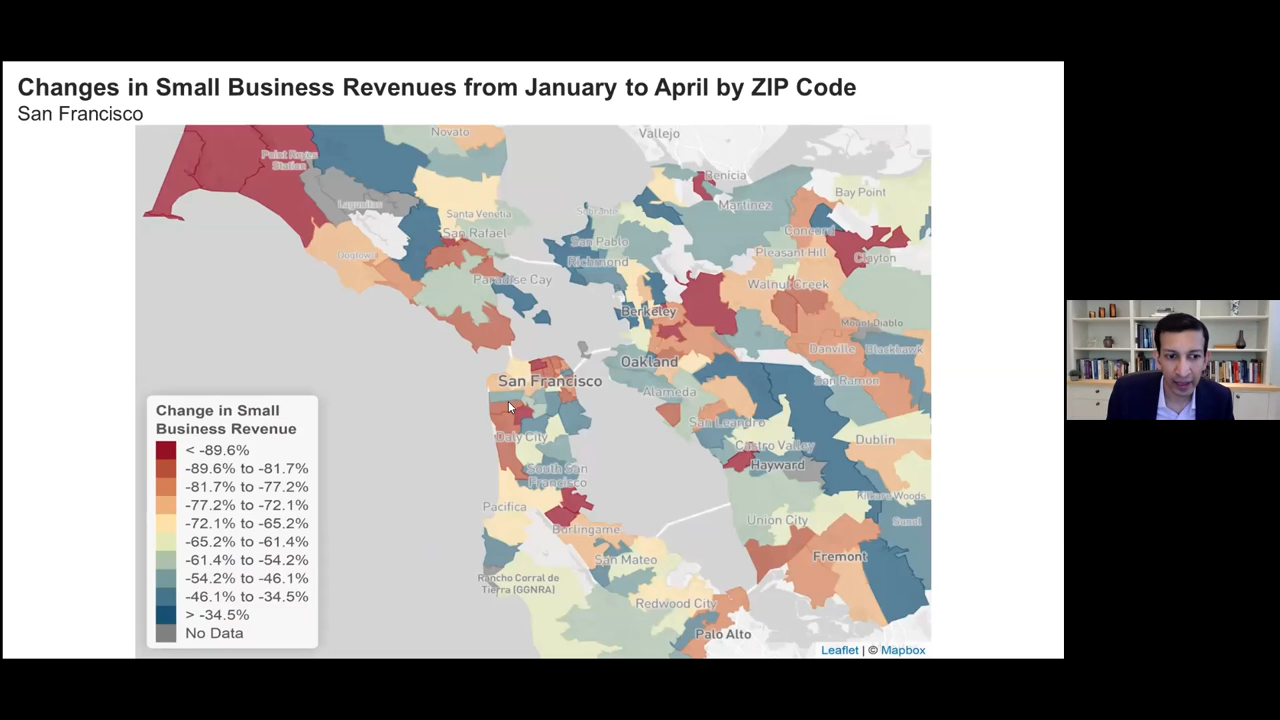 Changes in Small Business Revenues from January to April by ZIP Code
San Francisco
Novato
Vallejo
Point Reyes
Station
Benicia
Bay Point
Lagunitas
Martinez
Santa Venetia
Sobrante
San Rafael
Concord
San Pablo
Pleasant Hill
Clayton
Richmond
Paradise Cay
Walnut Creek
Berkeley
Mount Diablo
Danville
Blackhawk
Oakland
San Francisco
San Ramon
Alameda
San Leandro
Daly City
Castro Valley
Dublin
Hayward
South San
Francisco
Pacifica
Union City
Burlingame
Sunol
San Mateo
Fremont
Rancho Corral de
Tierra (GGNRA)
Redwood City
Palo Alto
Change in Small
Business Revenue
< -89.6%
-89.6% to -81.7%
-81.7% to -77.2%
-77.2% to -72.1%
-72.1% to -65.2%
-65.2% to -61.4%
-61.4% to -54.2%
-54.2% to -46.1%
-46.1% to -34.5%
> -34.5%
No Data
Leaflet | © Mapbox